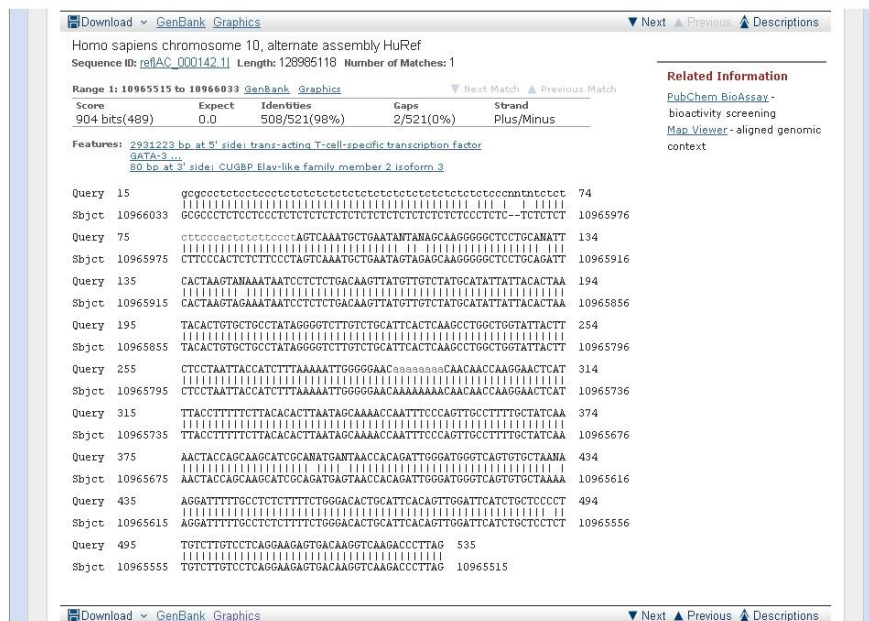 Download GenBank Graphics Next Previous Descriptions
Homo sapiens chromosome 10, alternate assembly HuRef
Sequence ID: ref|AC_000142.1| Length: 128985118 Number of Matches: 1
Related Information
PubChem BioAssay -
bioactivity screening
Map Viewer - aligned genomic
context
Range 1: 10965515 to 10966033 GenBank Graphics Next Match Previous Match
Score Expect Identities Gaps Strand
904 bits(489) 0.0 508/521(98%) 2/521(0%) Plus/Minus
Features: 2931223 bp at 5' side: trans-acting T-cell-specific transcription factor
GATA-3 ...
80 bp at 3' side: CUGBP Elav-like family member 2 isoform 3
Query 15 gcgccctctcctccctctctctctctctctctctctctctctctctctctcccnntntctct 74
Sbjct 10966033 GCGCCCTCTCCTCCCTCTCTCTCTCTCTCTCTCTCTCTCTCTCTCCCTCTC--TCTCTCT 10965976
Query 75 cttcccactctcttccctAGTCAAATGCTGAATANTANAGCAAGGGGGCTCCTGCANATT 134
Sbjct 10965975 CTTCCCACTCTCTTCCCTAGTCAAATGCTGAATAGTAGAGCAAGGGGGCTCCTGCAGATT 10965916
Query 135 CACTAAGTANAAATAATCCTCTCTGACAAGTTATGTTGTCTATGCATATTATTACACTAA 194
Sbjct 10965915 CACTAAGTAGAAATAATCCTCTCTGACAAGTTATGTTGTCTATGCATATTATTACACTAA 10965856
Query 195 TACACTGTGCTGCCTATAGGGGTCTTGTCTGCATTCACTCAAGCCTGGCTGGTATTACTT 254
Sbjct 10965855 TACACTGTGCTGCCTATAGGGGTCTTGTCTGCATTCACTCAAGCCTGGCTGGTATTACTT 10965796
Query 255 CTCCTAATTACCATCTTTAAAAATTGGGGGAACaaaaaaaaCAACAACCAAGGAACTCAT 314
Sbjct 10965795 CTCCTAATTACCATCTTTAAAAATTGGGGGAACAAAAAAAACAACAACCAAGGAACTCAT 10965736
Query 315 TTACCTTTTTCTTACACACTTAATAGCAAAACCAATTTCCCAGTTGCCTTTTGCTATCAA 374
Sbjct 10965735 TTACCTTTTTCTTACACACTTAATAGCAAAACCAATTTCCCAGTTGCCTTTTGCTATCAA 10965676
Query 375 AACTACCAGCAAGCATCGCANATGANTAACCACAGATTGGGATGGGTCAGTGTGCTAANA 434
Sbjct 10965675 AACTACCAGCAAGCATCGCAGATGAGTAACCACAGATTGGGATGGGTCAGTGTGCTAAAA 10965616
Query 435 AGGATTTTTGCCTCTCTTTTCTGGGACACTGCATTCACAGTTGGATTCATCTGCTCCCCT 494
Sbjct 10965615 AGGATTTTTGCCTCTCTTTTCTGGGACACTGCATTCACAGTTGGATTCATCTGCTCCTCT 10965556
Query 495 TGTCTTGTCCTCAGGAAGAGTGACAAGGTCAAGACCCTTAG 535
Sbjct 10965555 TGTCTTGTCCTCAGGAAGAGTGACAAGGTCAAGACCCTTAG 10965515
Download GenBank Graphics Next Previous Descriptions